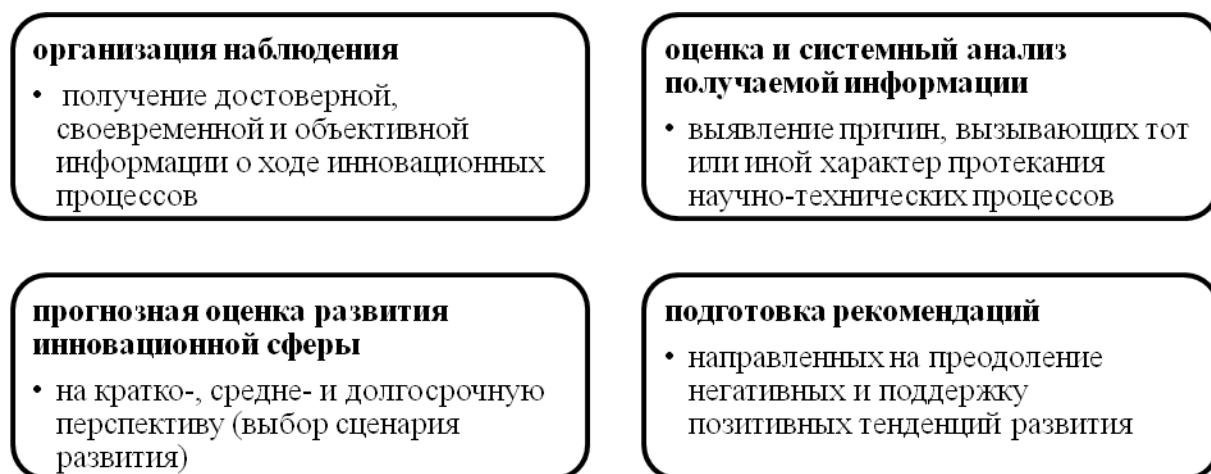 организация наблюдения
• получение достоверной,
своевременной и объективной
информации о ходе инновационных
процессов
оценка и системный анализ
получаемой информации
• выявление причин, вызывающих тот
или иной характер протекания
научно-технических процессов
прогнозная оценка развития
инновационной сферы
• на кратко-, средне- и долгосрочную
перспективу (выбор сценария
развития)
подготовка рекомендаций
• направленных на преодоление
негативных и поддержку
позитивных тенденций развития